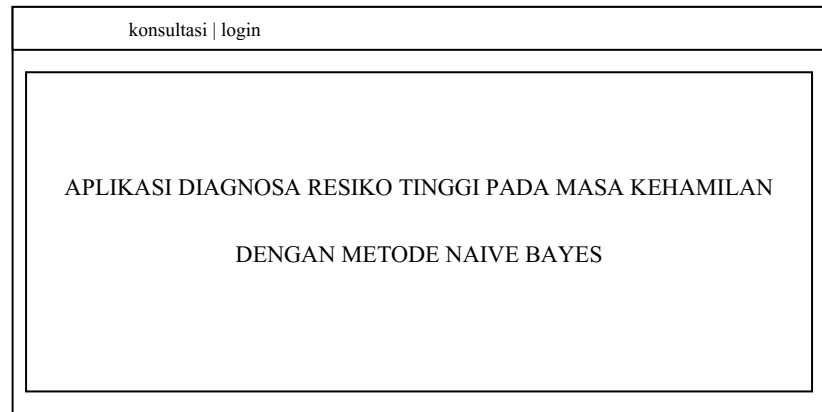 konsultasi | login
APLIKASI DIAGNOSA RESIKO TINGGI PADA MASA KEHAMILAN
DENGAN METODE NAIVE BAYES